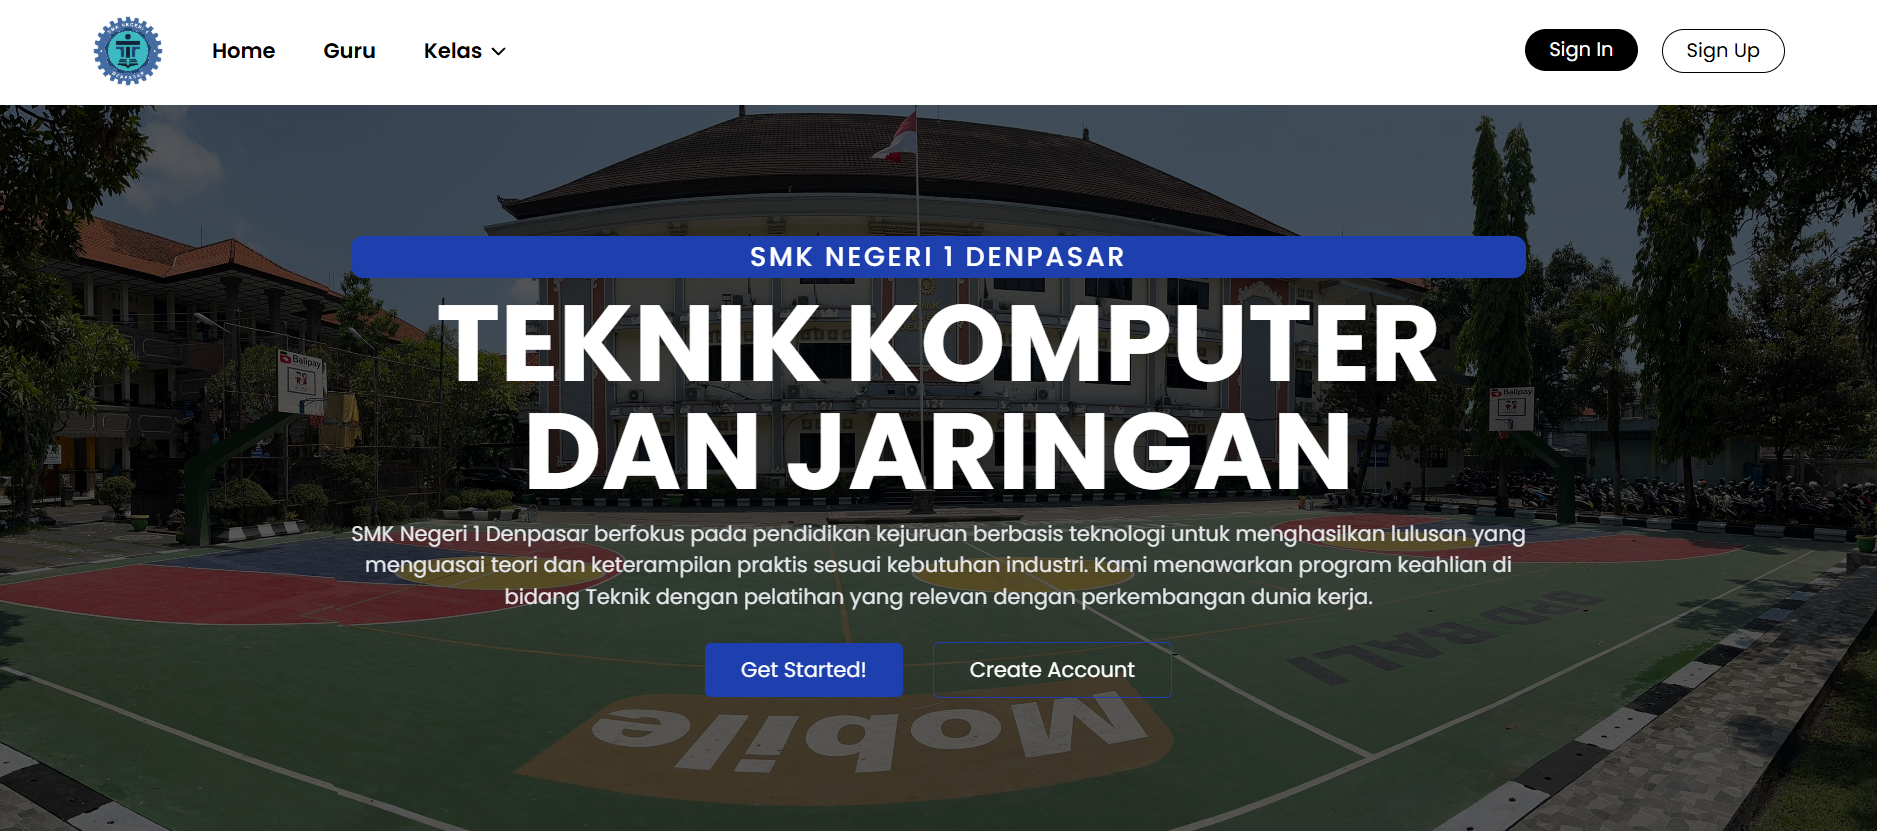 Home
Guru
Kelas
Sign In
Sign Up
SMK NEGERI 1 DENPASAR
TEKNIK KOMPUTER
DAN JARINGAN
Balipay
Balipay
SMK Negeri 1 Denpasar berfokus pada pendidikan kejuruan berbasis teknologi untuk menghasilkan lulusan yang
menguasai teori dan keterampilan praktis sesuai kebutuhan industri. Kami menawarkan program keahlian di
bidang Teknik dengan pelatihan yang relevan dengan perkembangan dunia kerja.
BPD BALI
Get Started!
Create Account
Mobile